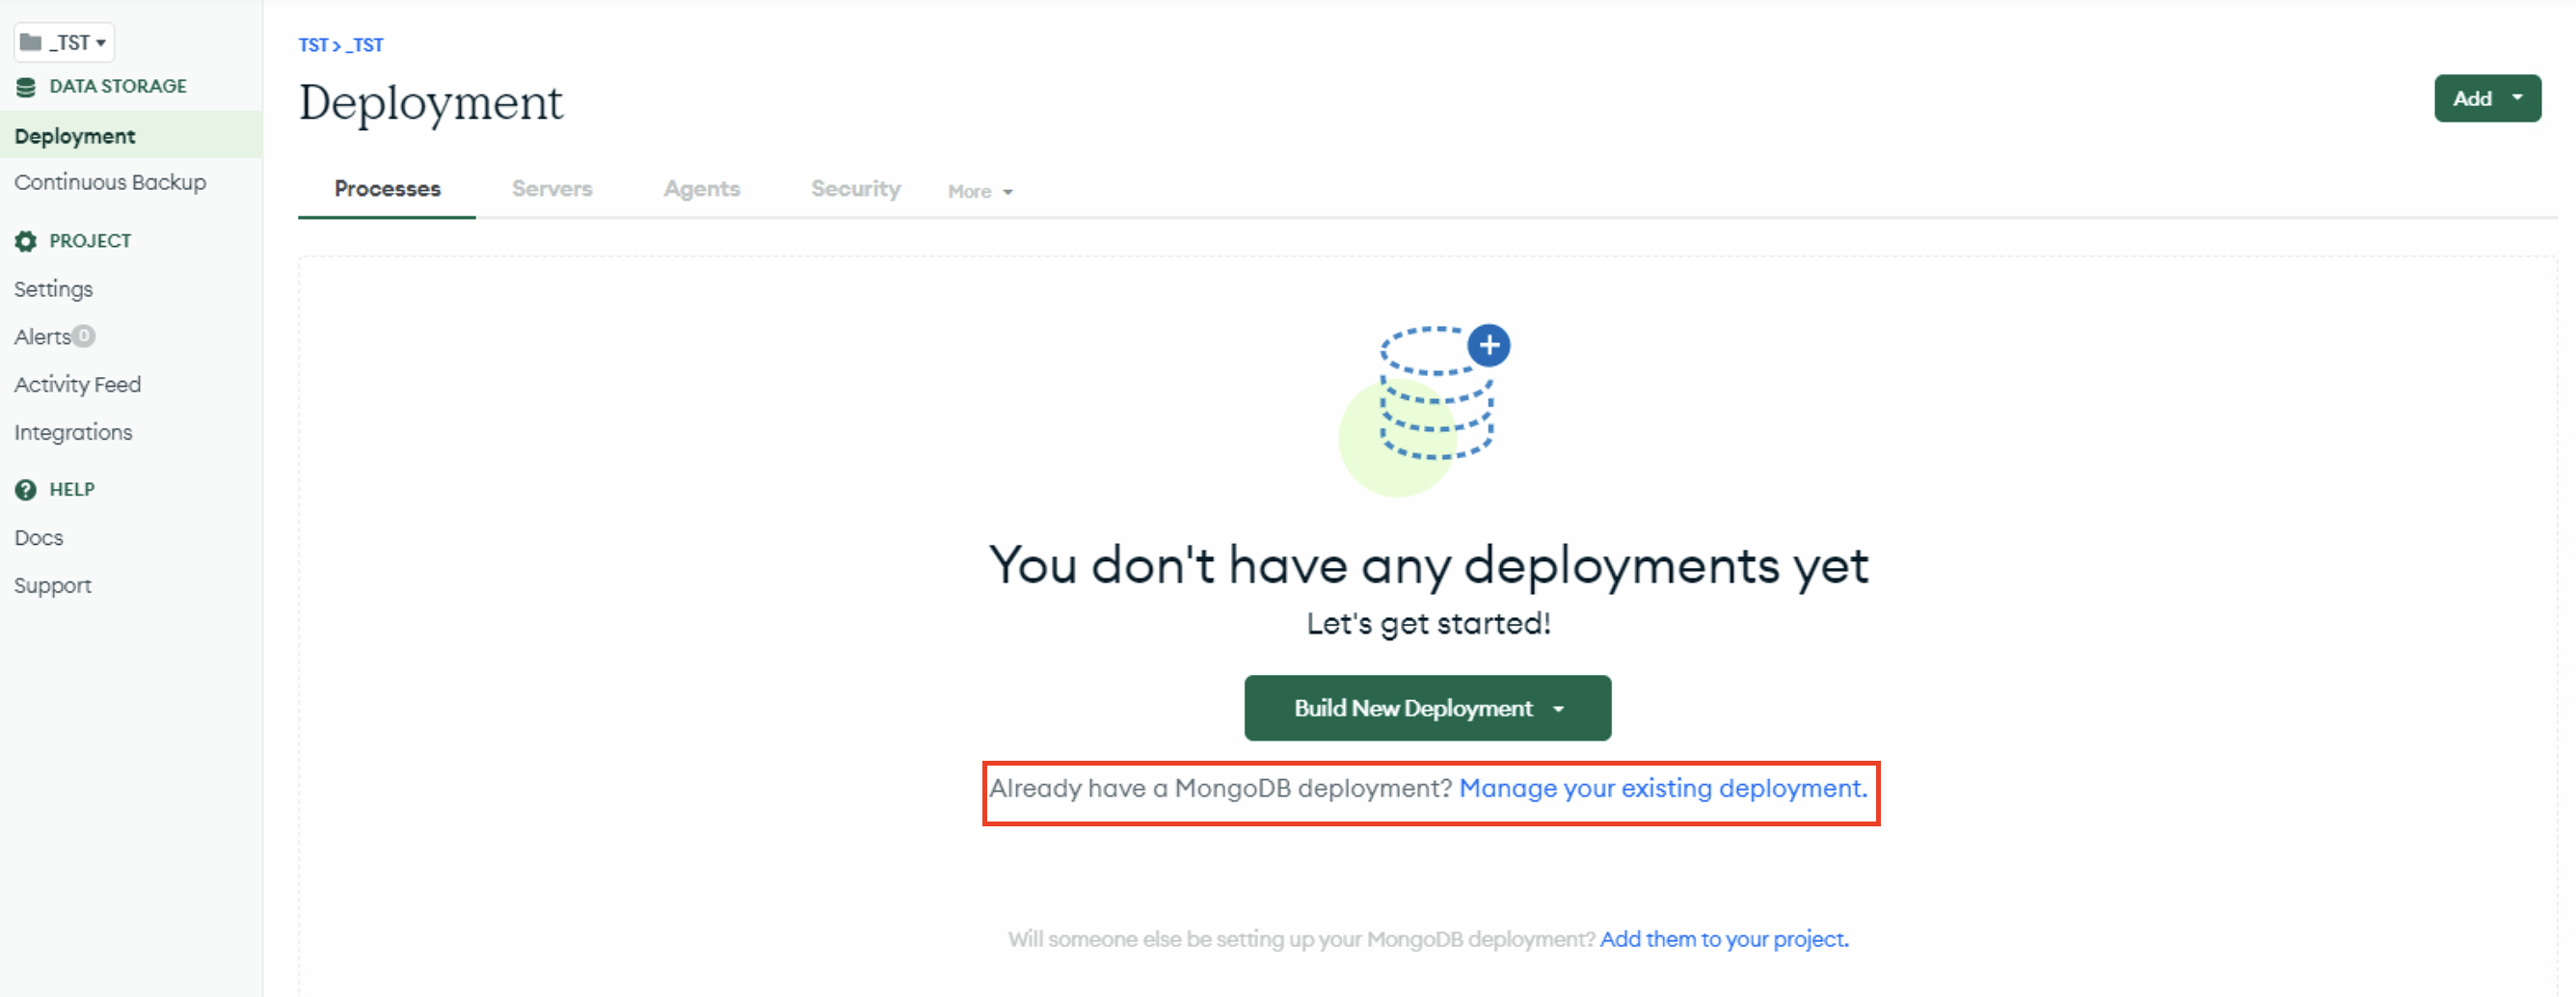 _TST
DATA STORAGE
Deployment
Continuous Backup
PROJECT
Settings
Alerts 0
Activity Feed
Integrations
HELP
Docs
Support
TST > _TST
Deployment
Add
Processes Servers Agents Security More
You don't have any deployments yet
Let's get started!
Build New Deployment
Already have a MongoDB deployment? Manage your existing deployment.
Will someone else be setting up your MongoDB deployment? Add them to your project.